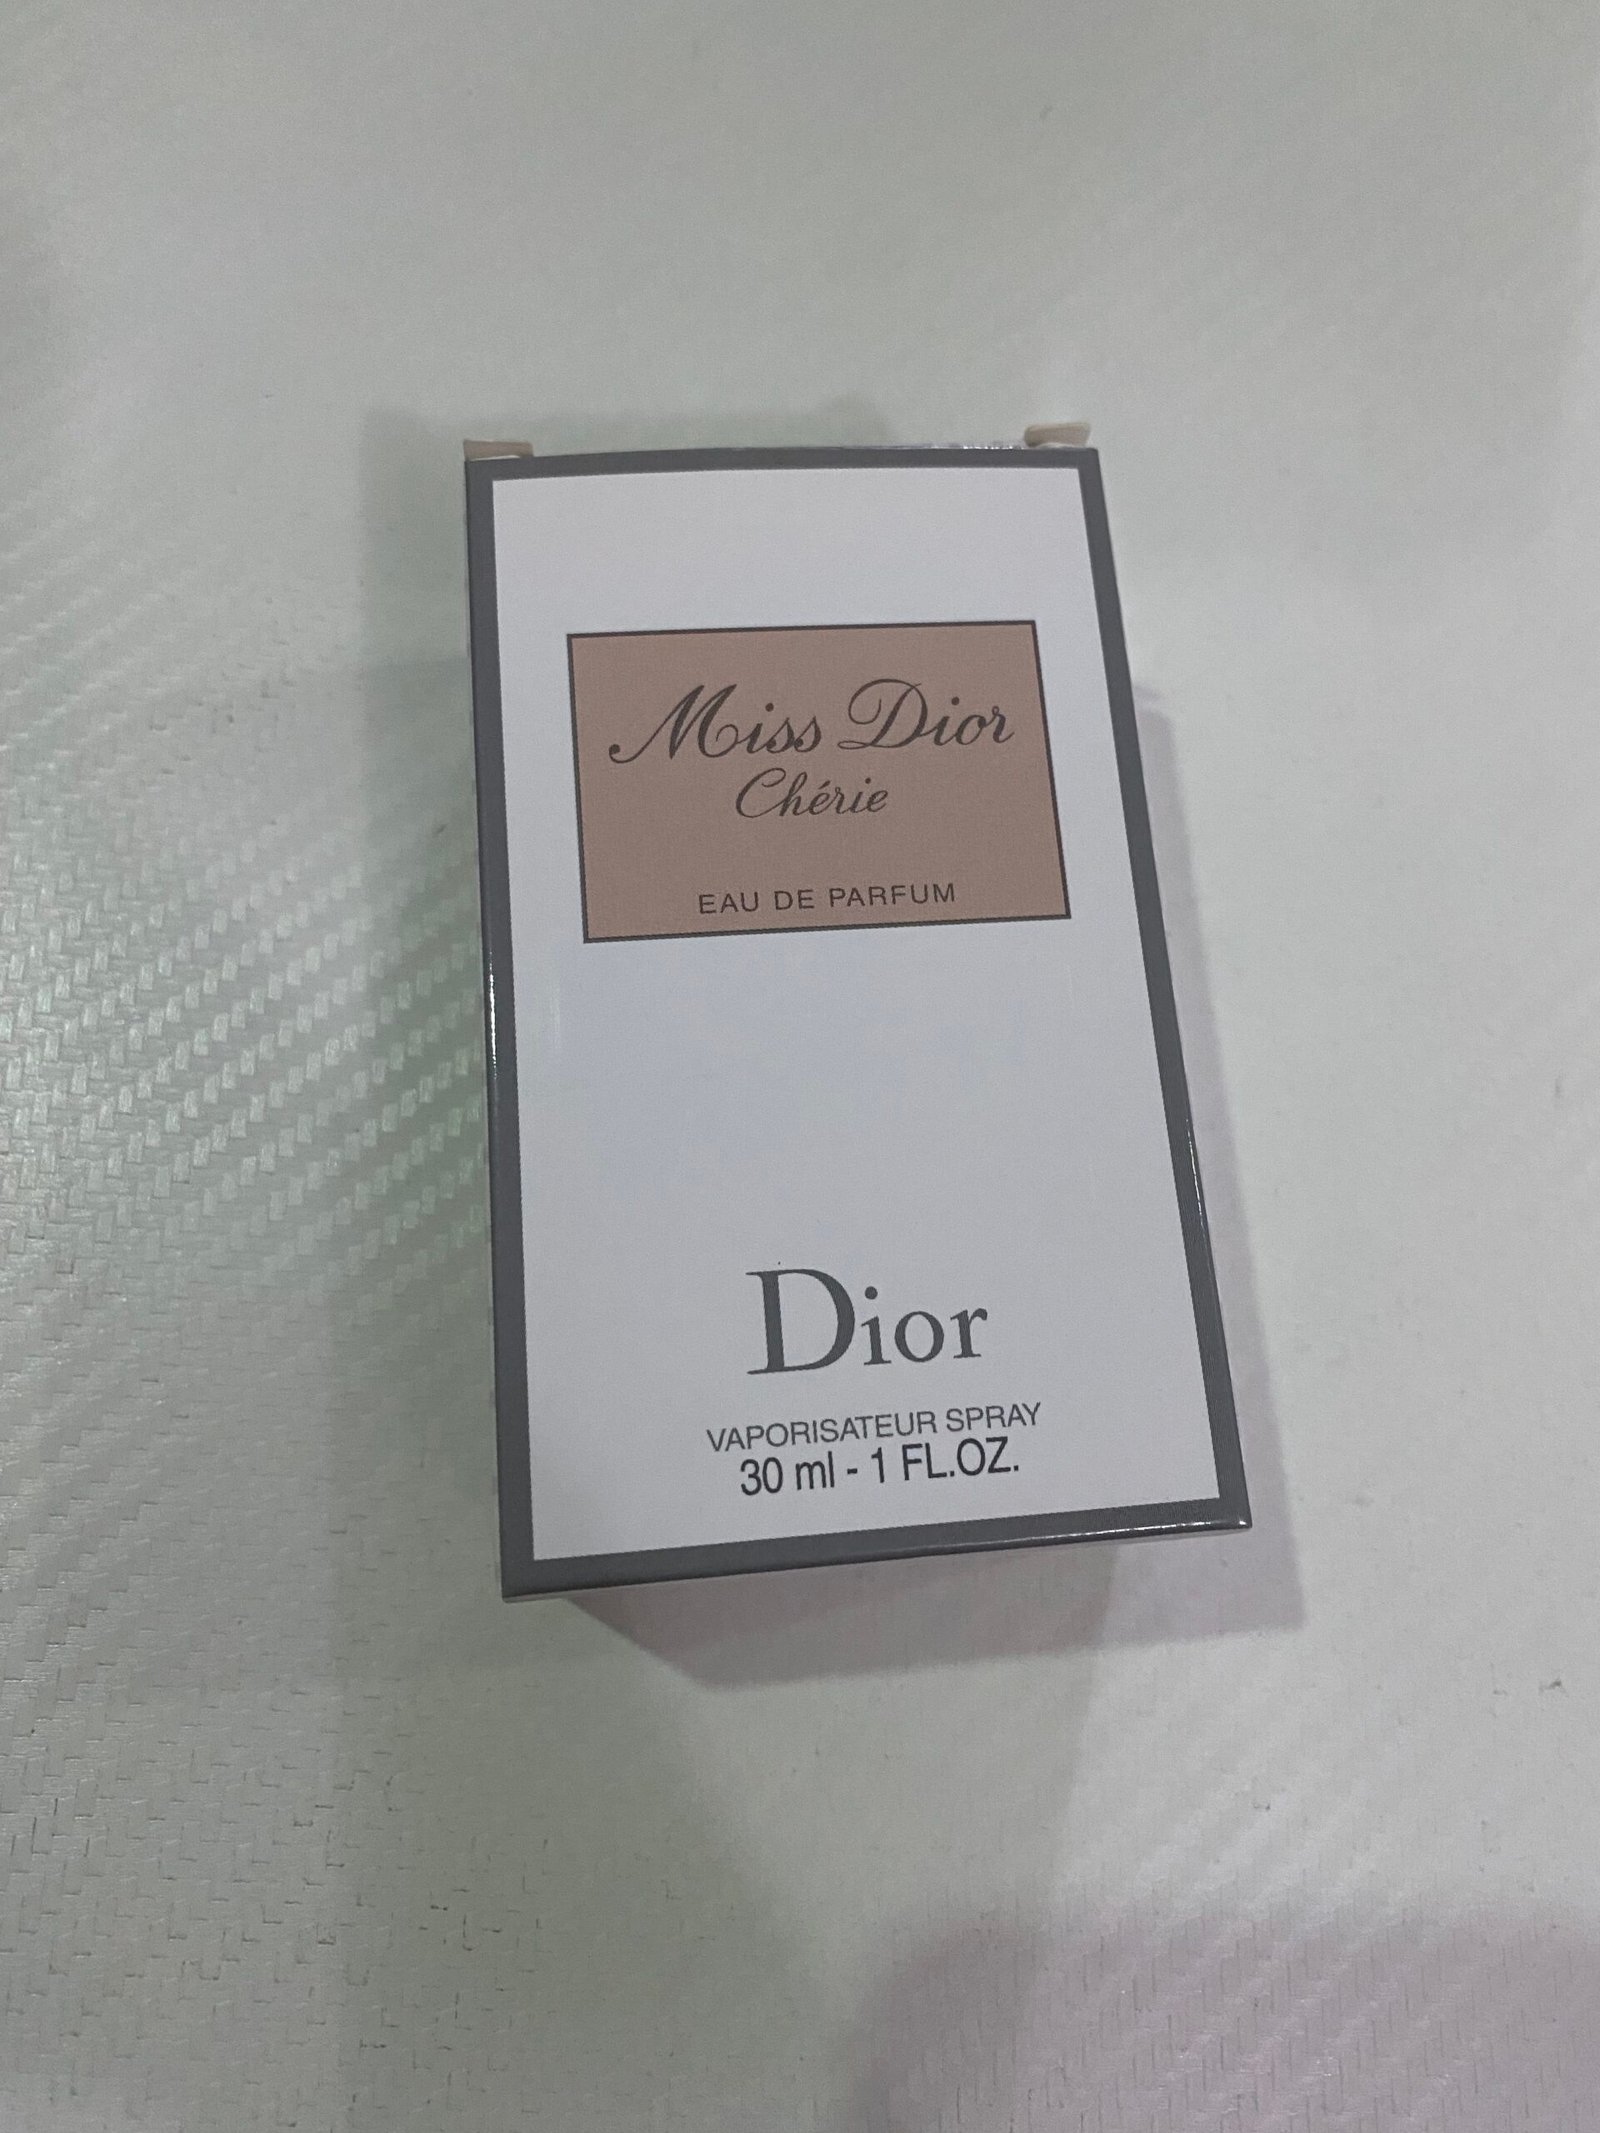 Miss Dior
Chérie
EAU DE PARFUM
Dior
VAPORISATEUR SPRAY
30 ml - 1 FL.OZ.